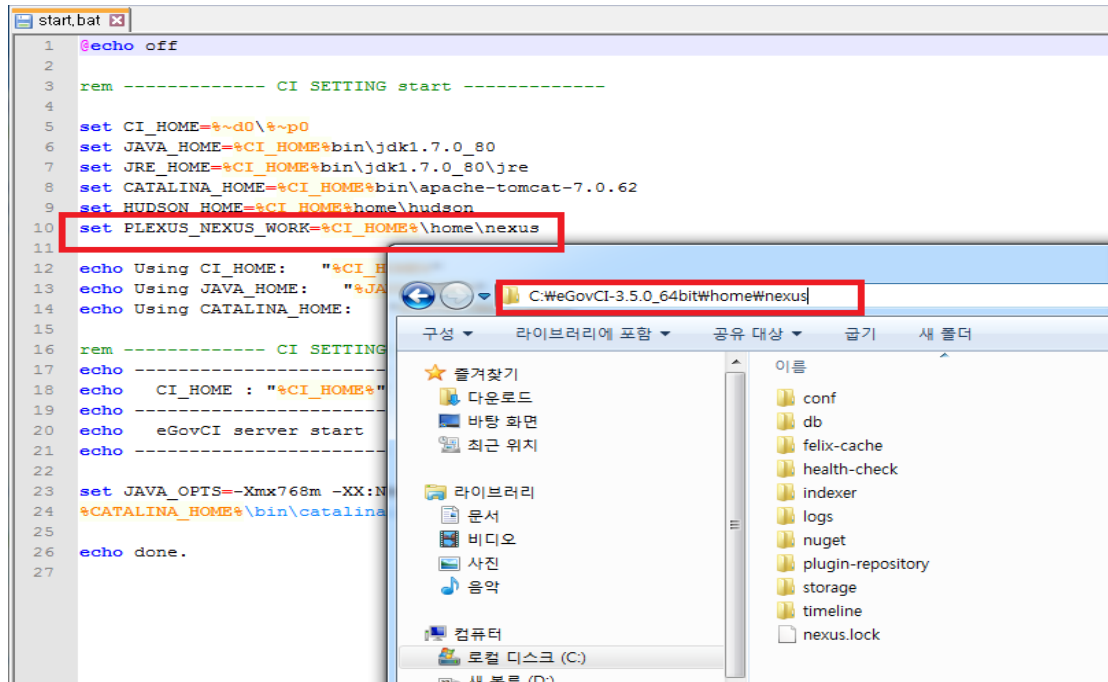 start.bat
1 @echo off
2
3 rem ------------- CI SETTING start -------------
4
5 set CI_HOME=%~d0\%~p0
6 set JAVA_HOME=%CI_HOME%bin\jdk1.7.0_80
7 set JRE_HOME=%CI_HOME%bin\jdk1.7.0_80\jre
8 set CATALINA_HOME=%CI_HOME%bin\apache-tomcat-7.0.62
9 set HUDSON_HOME=%CI_HOME%home\hudson
10 set PLEXUS_NEXUS_WORK=%CI_HOME%\home\nexus
11
12 echo Using CI_HOME: "%CI_H
13 echo Using JAVA_HOME: "%JA
14 echo Using CATALINA_HOME:
15
16 rem ------------- CI SETTING
17 echo -----------------------
18 echo CI_HOME : "%CI_HOME%"
19 echo -----------------------
20 echo eGovCI server start
21 echo -----------------------
22
23 set JAVA_OPTS=-Xmx768m -XX:N
24 %CATALINA_HOME%\bin\catalina
25
26 echo done.
27
C:₩eGovCI-3.5.0_64bit₩home₩nexus
구성 라이브러리에 포함 공유 대상 굽기 새 폴더
즐겨찾기
다운로드
바탕 화면
최근 위치
라이브러리
문서
비디오
사진
음악
컴퓨터
로컬 디스크 (C:)
새 볼륨 (D:)
이름
conf
db
felix-cache
health-check
indexer
logs
nuget
plugin-repository
storage
timeline
nexus.lock